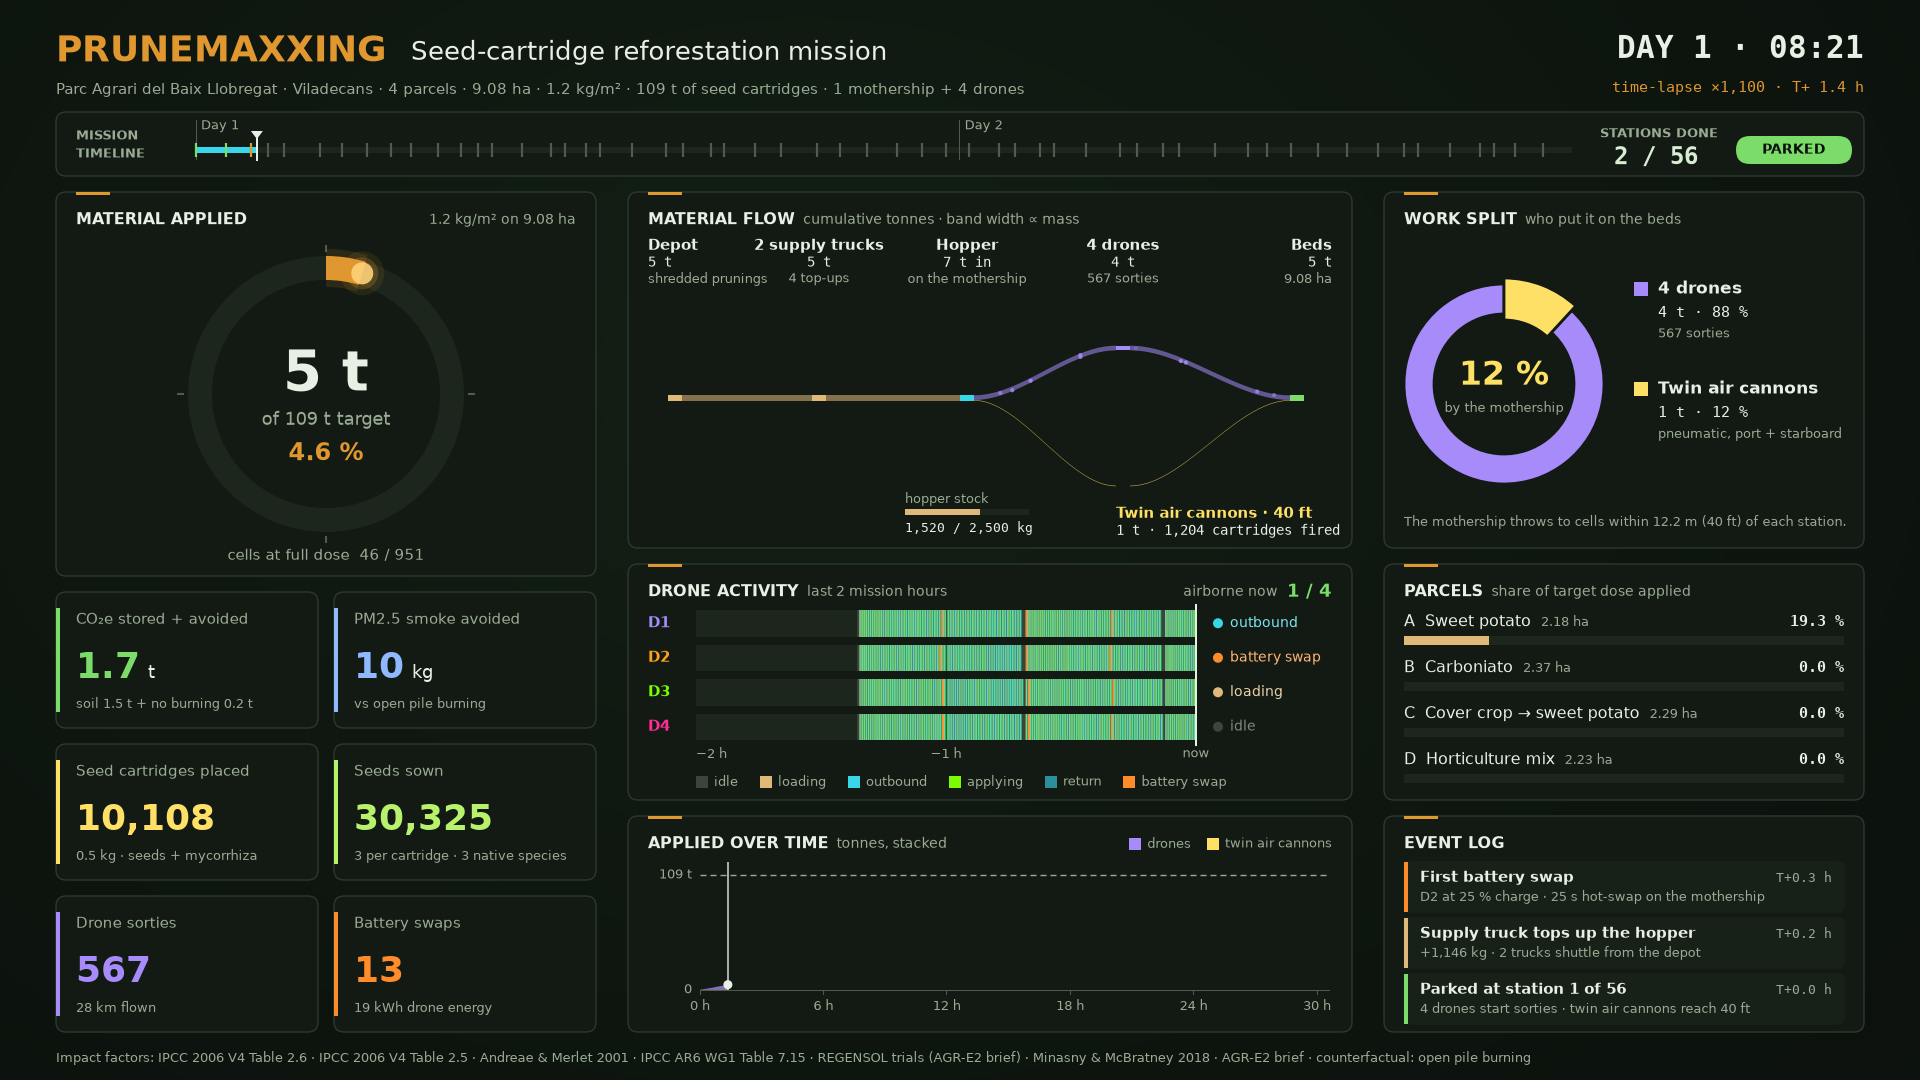 PRUNEMAXXING Seed-cartridge reforestation mission
DAY 1 · 08:21
Parc Agrari del Baix Llobregat · Viladecans · 4 parcels · 9.08 ha · 1.2 kg/m² · 109 t of seed cartridges · 1 mothership + 4 drones
time-lapse ×1,100 · T+ 1.4 h
MISSION
TIMELINE
Day 1
Day 2
STATIONS DONE
2 / 56
PARKED
MATERIAL APPLIED
1.2 kg/m² on 9.08 ha
5 t
of 109 t target
4.6 %
cells at full dose 46 / 951
CO₂e stored + avoided
1.7 t
soil 1.5 t + no burning 0.2 t
PM2.5 smoke avoided
10 kg
vs open pile burning
Seed cartridges placed
10,108
0.5 kg · seeds + mycorrhiza
Seeds sown
30,325
3 per cartridge · 3 native species
Drone sorties
567
28 km flown
Battery swaps
13
19 kWh drone energy
MATERIAL FLOW cumulative tonnes · band width ∝ mass
Depot
5 t
shredded prunings
2 supply trucks
5 t
4 top-ups
Hopper
7 t in
on the mothership
4 drones
4 t
567 sorties
Beds
5 t
9.08 ha
hopper stock
1,520 / 2,500 kg
Twin air cannons · 40 ft
1 t · 1,204 cartridges fired
DRONE ACTIVITY last 2 mission hours
airborne now 1 / 4
D1
outbound
D2
battery swap
D3
loading
D4
idle
−2 h
−1 h
now
idle
loading
outbound
applying
return
battery swap
APPLIED OVER TIME tonnes, stacked
drones
twin air cannons
109 t
0
0 h
6 h
12 h
18 h
24 h
30 h
WORK SPLIT who put it on the beds
12 %
by the mothership
4 drones
4 t · 88 %
567 sorties
Twin air cannons
1 t · 12 %
pneumatic, port + starboard
The mothership throws to cells within 12.2 m (40 ft) of each station.
PARCELS share of target dose applied
A Sweet potato 2.18 ha 19.3 %
B Carboniato 2.37 ha 0.0 %
C Cover crop → sweet potato 2.29 ha 0.0 %
D Horticulture mix 2.23 ha 0.0 %
EVENT LOG
First battery swap T+0.3 h
D2 at 25 % charge · 25 s hot-swap on the mothership
Supply truck tops up the hopper T+0.2 h
+1,146 kg · 2 trucks shuttle from the depot
Parked at station 1 of 56 T+0.0 h
4 drones start sorties · twin air cannons reach 40 ft
Impact factors: IPCC 2006 V4 Table 2.6 · IPCC 2006 V4 Table 2.5 · Andreae & Merlet 2001 · IPCC AR6 WG1 Table 7.15 · REGENSOL trials (AGR-E2 brief) · Minasny & McBratney 2018 · AGR-E2 brief · counterfactual: open pile burning